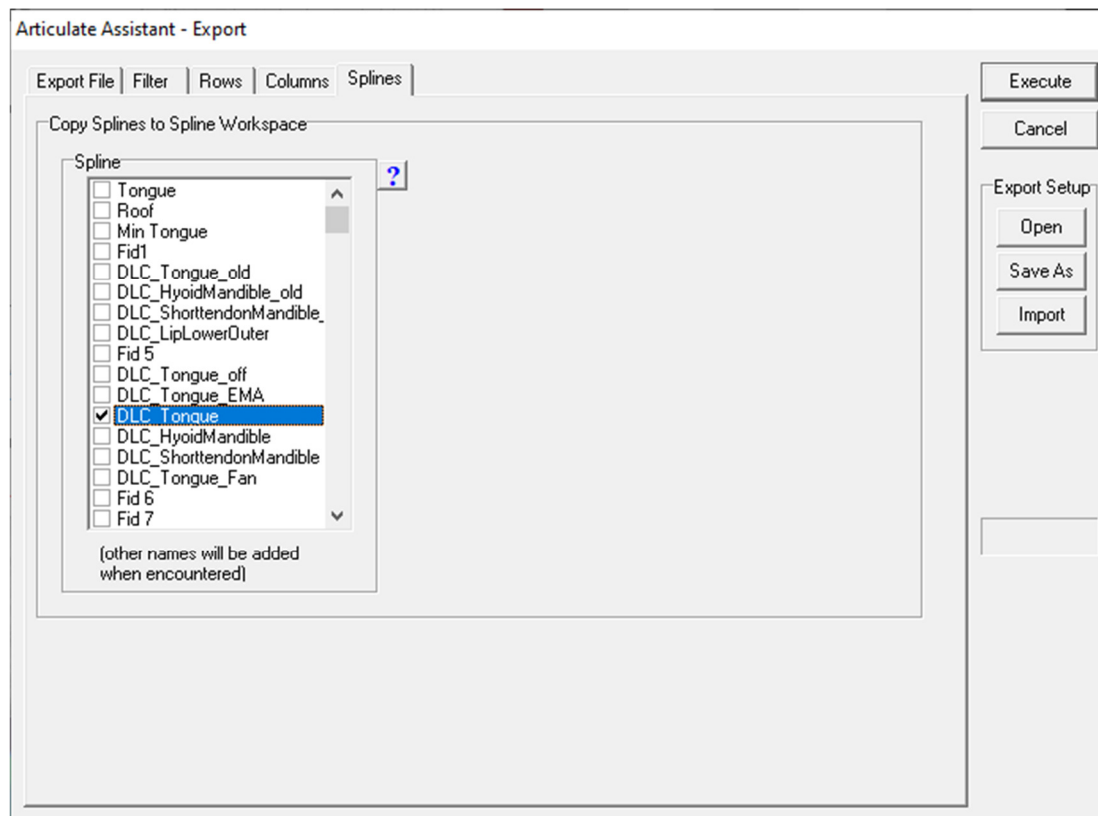 Articulate Assistant - Export
Export File
Filter
Rows
Columns
Splines
Copy Splines to Spline Workspace
Spline
?
Tongue
Roof
Min Tongue
Fid1
DLC_Tongue_old
DLC_HyoidMandible_old
DLC_ShorttendonMandible_
DLC_LipLowerOuter
Fid 5
DLC_Tongue_off
DLC_Tongue_EMA
DLC_Tongue
DLC_HyoidMandible
DLC_ShorttendonMandible
DLC_Tongue_Fan
Fid 6
Fid 7
(other names will be added
when encountered)
Execute
Cancel
Export Setup
Open
Save As
Import